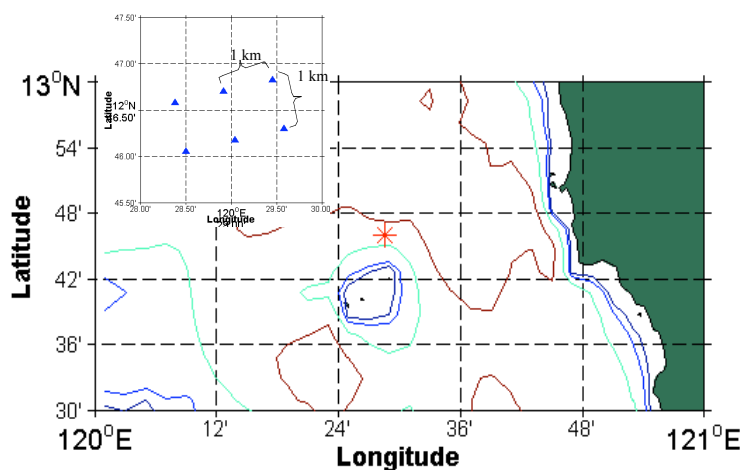 47.50'
47.00'
1 km
1 km
Latitude
12°N
46.50'
46.00'
45.50'
28.00' 28.50' 120°E 29.50' 30.00'
Longitude
13°N
54'
48'
Latitude
42'
36'
30'
120°E 12' 24' 36' 48' 121°E
Longitude